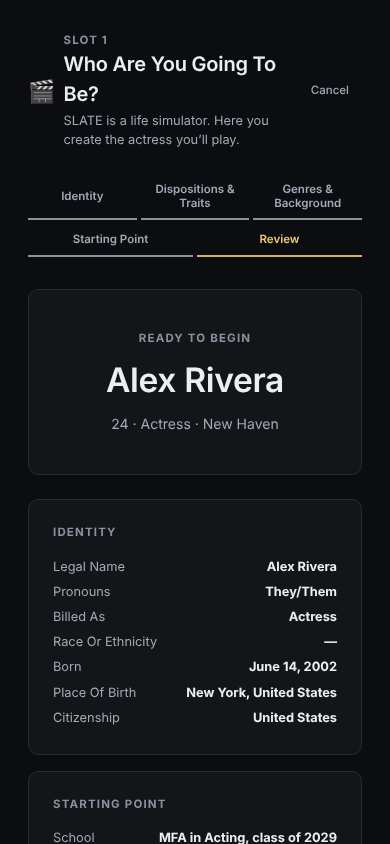 SLOT 1
Who Are You Going To
Be?
Cancel
SLATE is a life simulator. Here you
create the actress you’ll play.
Identity
Dispositions &
Traits
Genres &
Background
Starting Point
Review
READY TO BEGIN
Alex Rivera
24 · Actress · New Haven
IDENTITY
Legal Name Alex Rivera
Pronouns They/Them
Billed As Actress
Race Or Ethnicity —
Born June 14, 2002
Place Of Birth New York, United States
Citizenship United States
STARTING POINT
School MFA in Acting, class of 2029